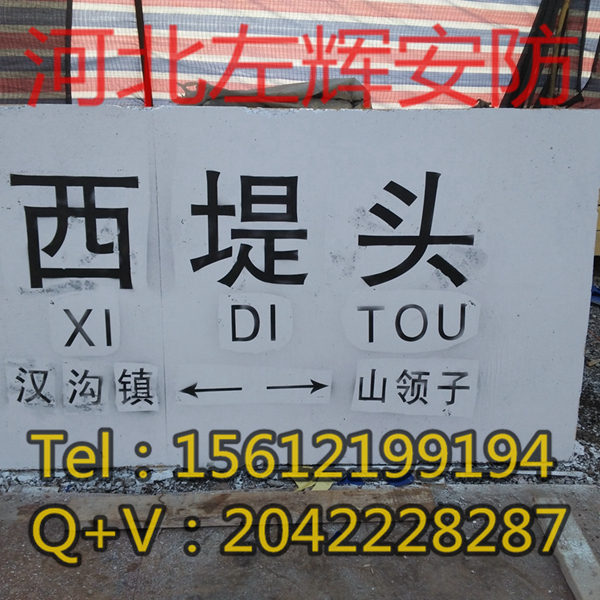 河北左辉安防
西堤头
XI DI TOU
汉沟镇 ←→ 山领子
Tel：15612199194
Q+V：2042228287